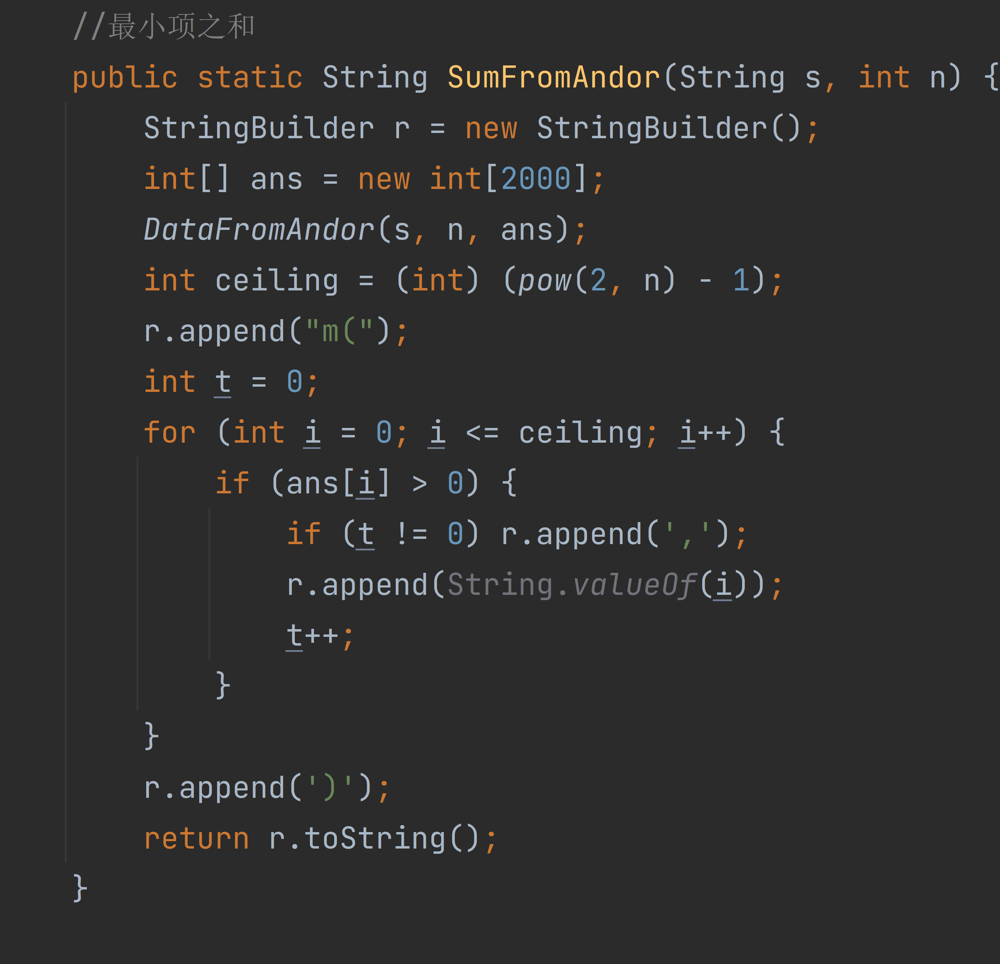 //最小项之和
public static String SumFromAndor(String s, int n) {
    StringBuilder r = new StringBuilder();
    int[] ans = new int[2000];
    DataFromAndor(s, n, ans);
    int ceiling = (int) (pow(2, n) - 1);
    r.append("m(");
    int t = 0;
    for (int i = 0; i <= ceiling; i++) {
        if (ans[i] > 0) {
            if (t != 0) r.append(',');
            r.append(String.valueOf(i));
            t++;
        }
    }
    r.append(')');
    return r.toString();
}